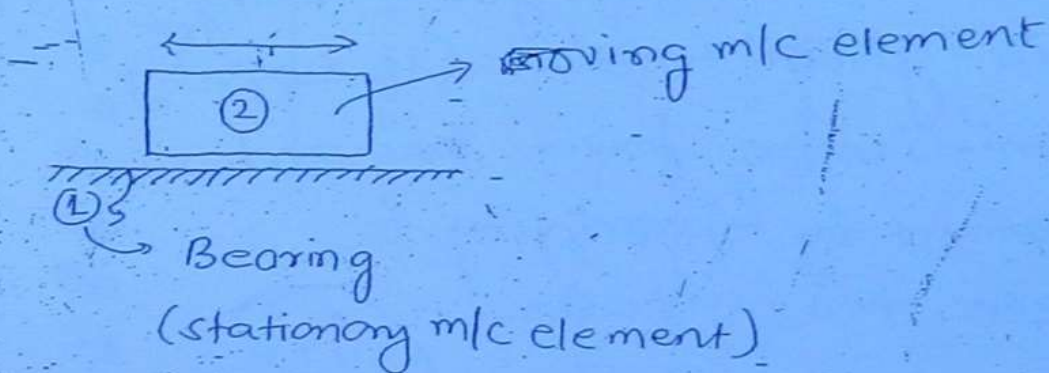 moving m/c element
②
①
Bearing
(stationary m/c element)